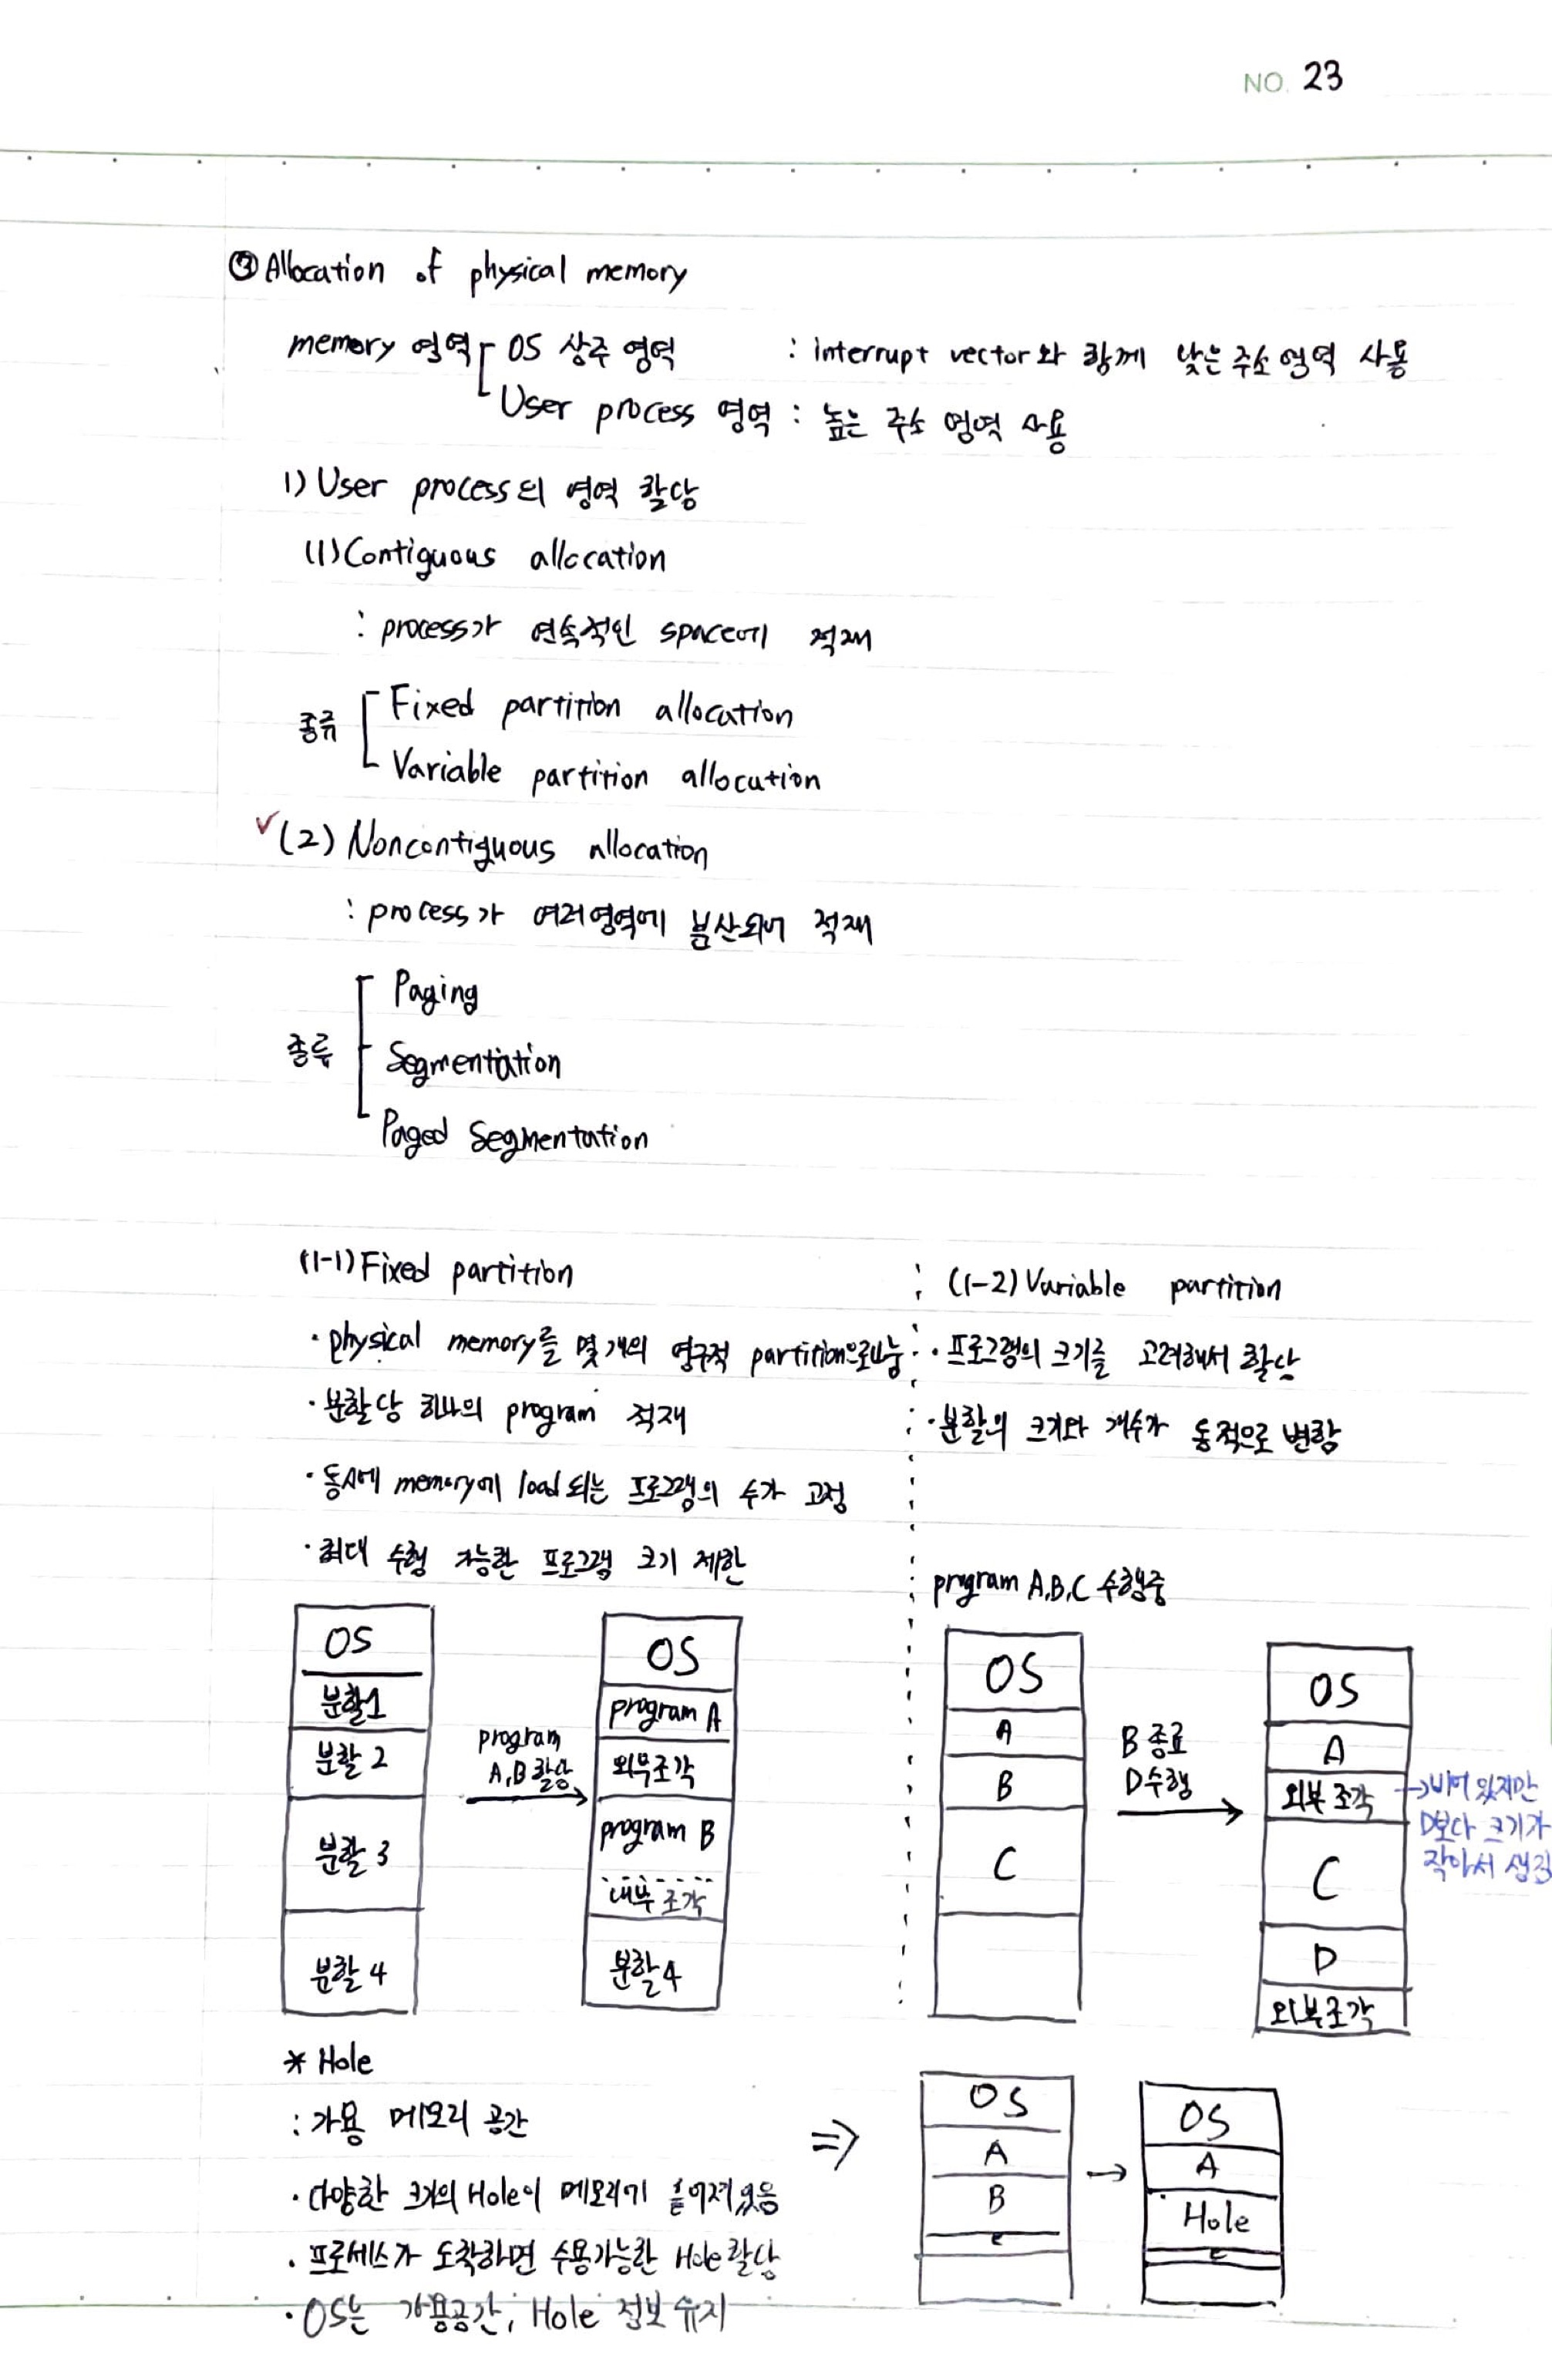 NO. 23
③ Allocation of physical memory
memory 영역 OS 상주 영역 : interrupt vector와 함께 낮은 주소 영역 사용
User process 영역 : 높은 주소 영역 사용
1) User process의 영역 할당
(1) Contiguous allocation
: process가 연속적인 space에 적재
종류 Fixed partition allocation
Variable partition allocation
✓(2) Noncontiguous allocation
: process가 여러영역에 분산되어 적재
종류 Paging
Segmentation
Paged Segmentation
(1-1) Fixed partition
· physical memory를 몇개의 영구적 partition으로나눔
· 분할당 하나의 program 적재
· 동시에 memory에 load 되는 프로그램의 수가 고정
· 최대 수행 가능한 프로그램 크기 제한
OS
분할1
분할 2
분할 3
분할 4
program
A,B 할당
OS
program A
외부조각
program B
내부 조각
분할4
(1-2) Variable partition
· 프로그램의 크기를 고려해서 할당
· 분할의 크기와 개수가 동적으로 변함
program A,B,C 수행중
OS
A
B
C
B 종료
D수행
OS
A
외부 조각
C
D
외부조각
→비어 있지만
D보다 크기가
작아서 생김
* Hole
: 가용 메모리 공간
· 다양한 크기의 Hole이 메모리에 흩어져있음
· 프로세스가 도착하면 수용가능한 Hole 할당
· OS는 가용공간, Hole 정보 유지
⇒
OS
A
B
C
→
OS
A
Hole
C